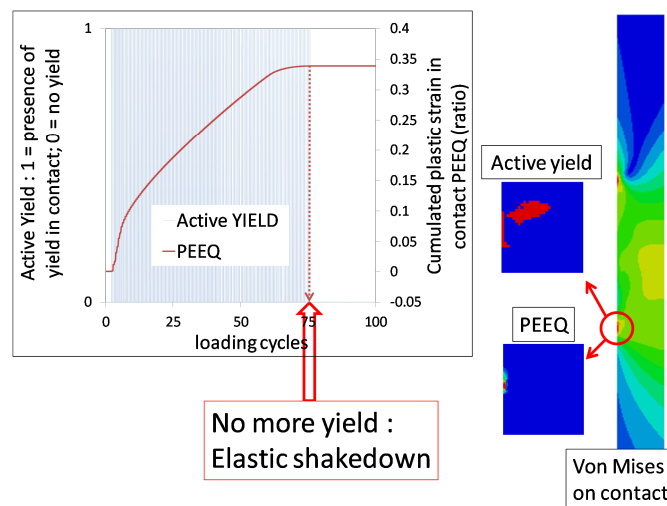 Active Yield : 1 = presence of
yield in contact; 0 = no yield
1
0
0.4
0.35
0.3
0.25
0.2
0.15
0.1
0.05
0
-0.05
Cumulated plastic strain in
contact PEEQ (ratio)
Active YIELD
PEEQ
0
25
50
75
100
loading cycles
No more yield :
Elastic shakedown
Active yield
PEEQ
Von Mises
on contact